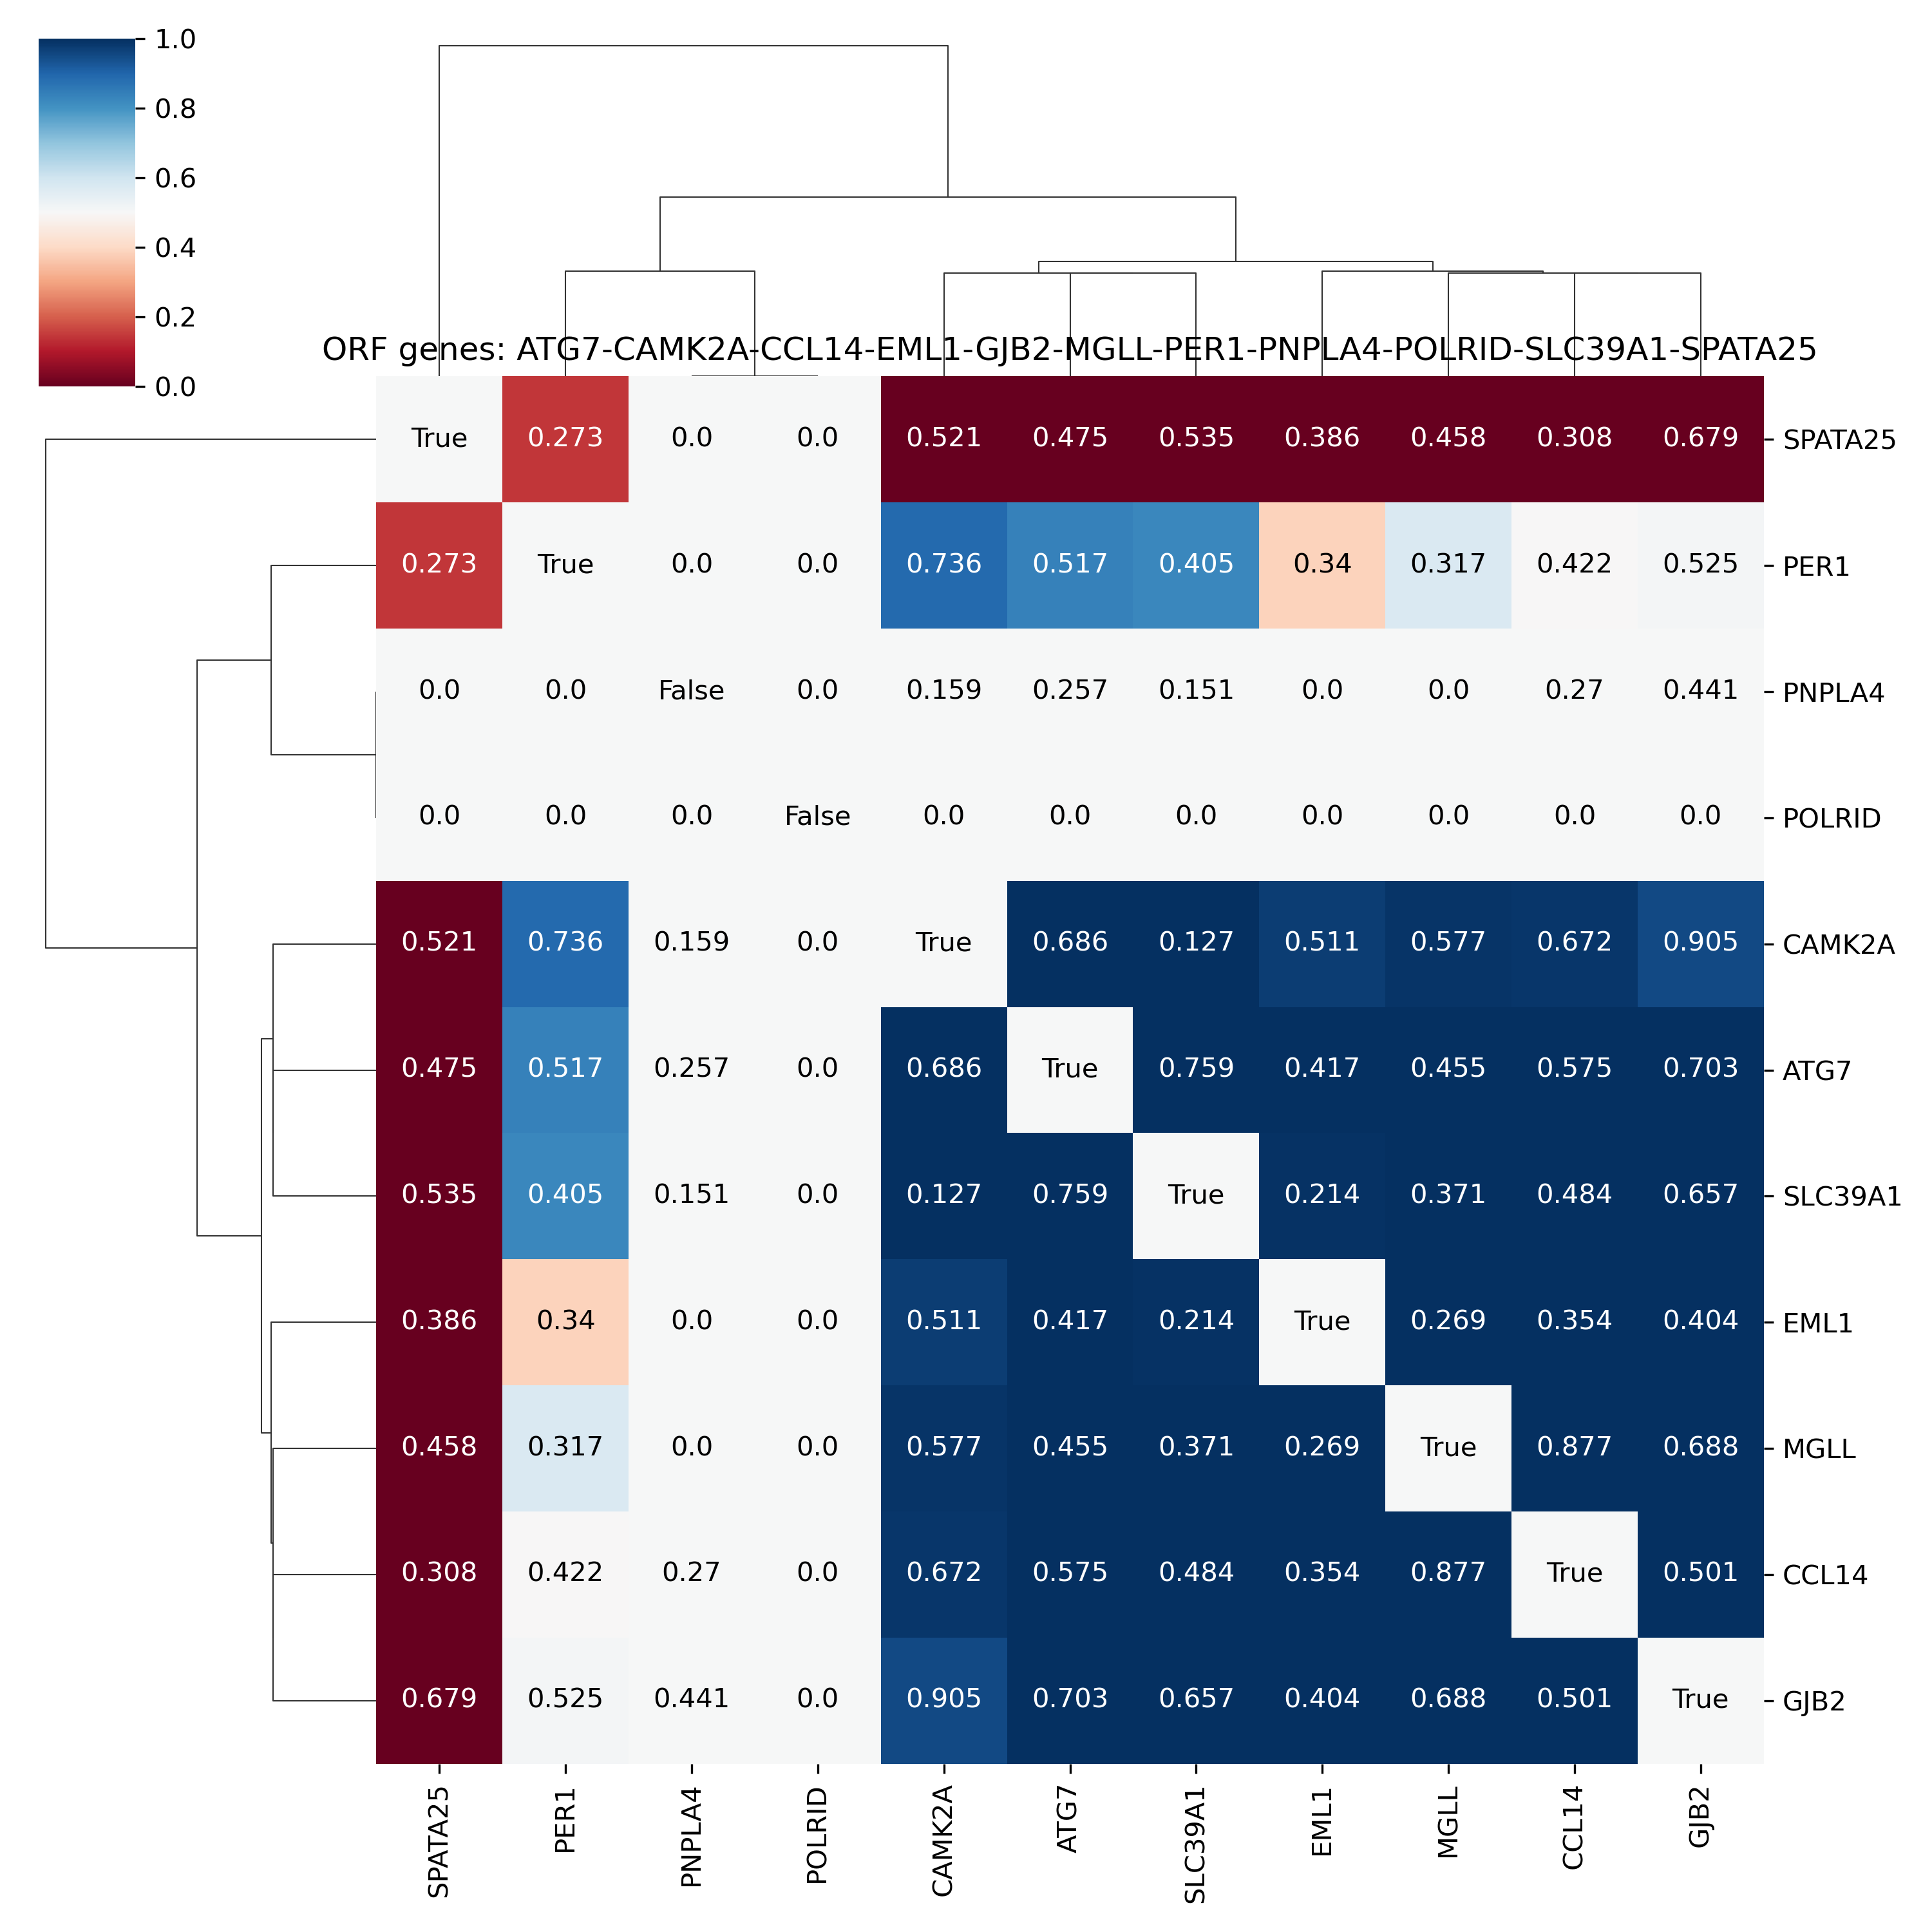 1.0
0.8
0.6
0.4
0.2
0.0
ORF genes: ATG7-CAMK2A-CCL14-EML1-GJB2-MGLL-PER1-PNPLA4-POLRID-SLC39A1-SPATA25
True 0.273 0.0 0.0 0.521 0.475 0.535 0.386 0.458 0.308 0.679 SPATA25
0.273 True 0.0 0.0 0.736 0.517 0.405 0.34 0.317 0.422 0.525 PER1
0.0 0.0 False 0.0 0.159 0.257 0.151 0.0 0.0 0.27 0.441 PNPLA4
0.0 0.0 0.0 False 0.0 0.0 0.0 0.0 0.0 0.0 0.0 POLRID
0.521 0.736 0.159 0.0 True 0.686 0.127 0.511 0.577 0.672 0.905 CAMK2A
0.475 0.517 0.257 0.0 0.686 True 0.759 0.417 0.455 0.575 0.703 ATG7
0.535 0.405 0.151 0.0 0.127 0.759 True 0.214 0.371 0.484 0.657 SLC39A1
0.386 0.34 0.0 0.0 0.511 0.417 0.214 True 0.269 0.354 0.404 EML1
0.458 0.317 0.0 0.0 0.577 0.455 0.371 0.269 True 0.877 0.688 MGLL
0.308 0.422 0.27 0.0 0.672 0.575 0.484 0.354 0.877 True 0.501 CCL14
0.679 0.525 0.441 0.0 0.905 0.703 0.657 0.404 0.688 0.501 True GJB2
SPATA25
PER1
PNPLA4
POLRID
CAMK2A
ATG7
SLC39A1
EML1
MGLL
CCL14
GJB2